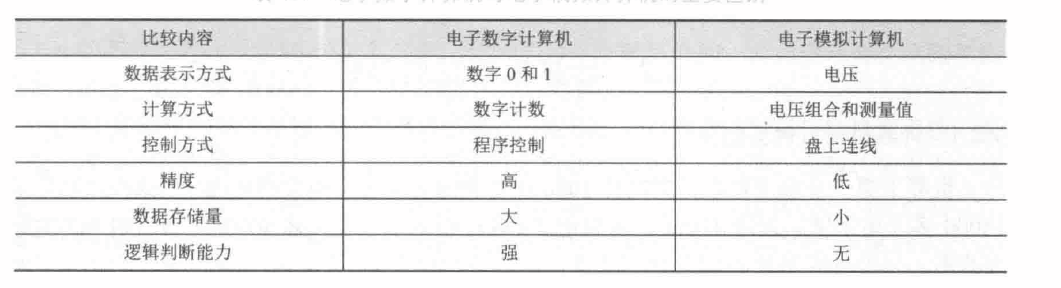 比较内容 电子数字计算机 电子模拟计算机
数据表示方式 数字 0 和 1 电压
计算方式 数字计数 电压组合和测量值
控制方式 程序控制 盘上连线
精度 高 低
数据存储量 大 小
逻辑判断能力 强 无